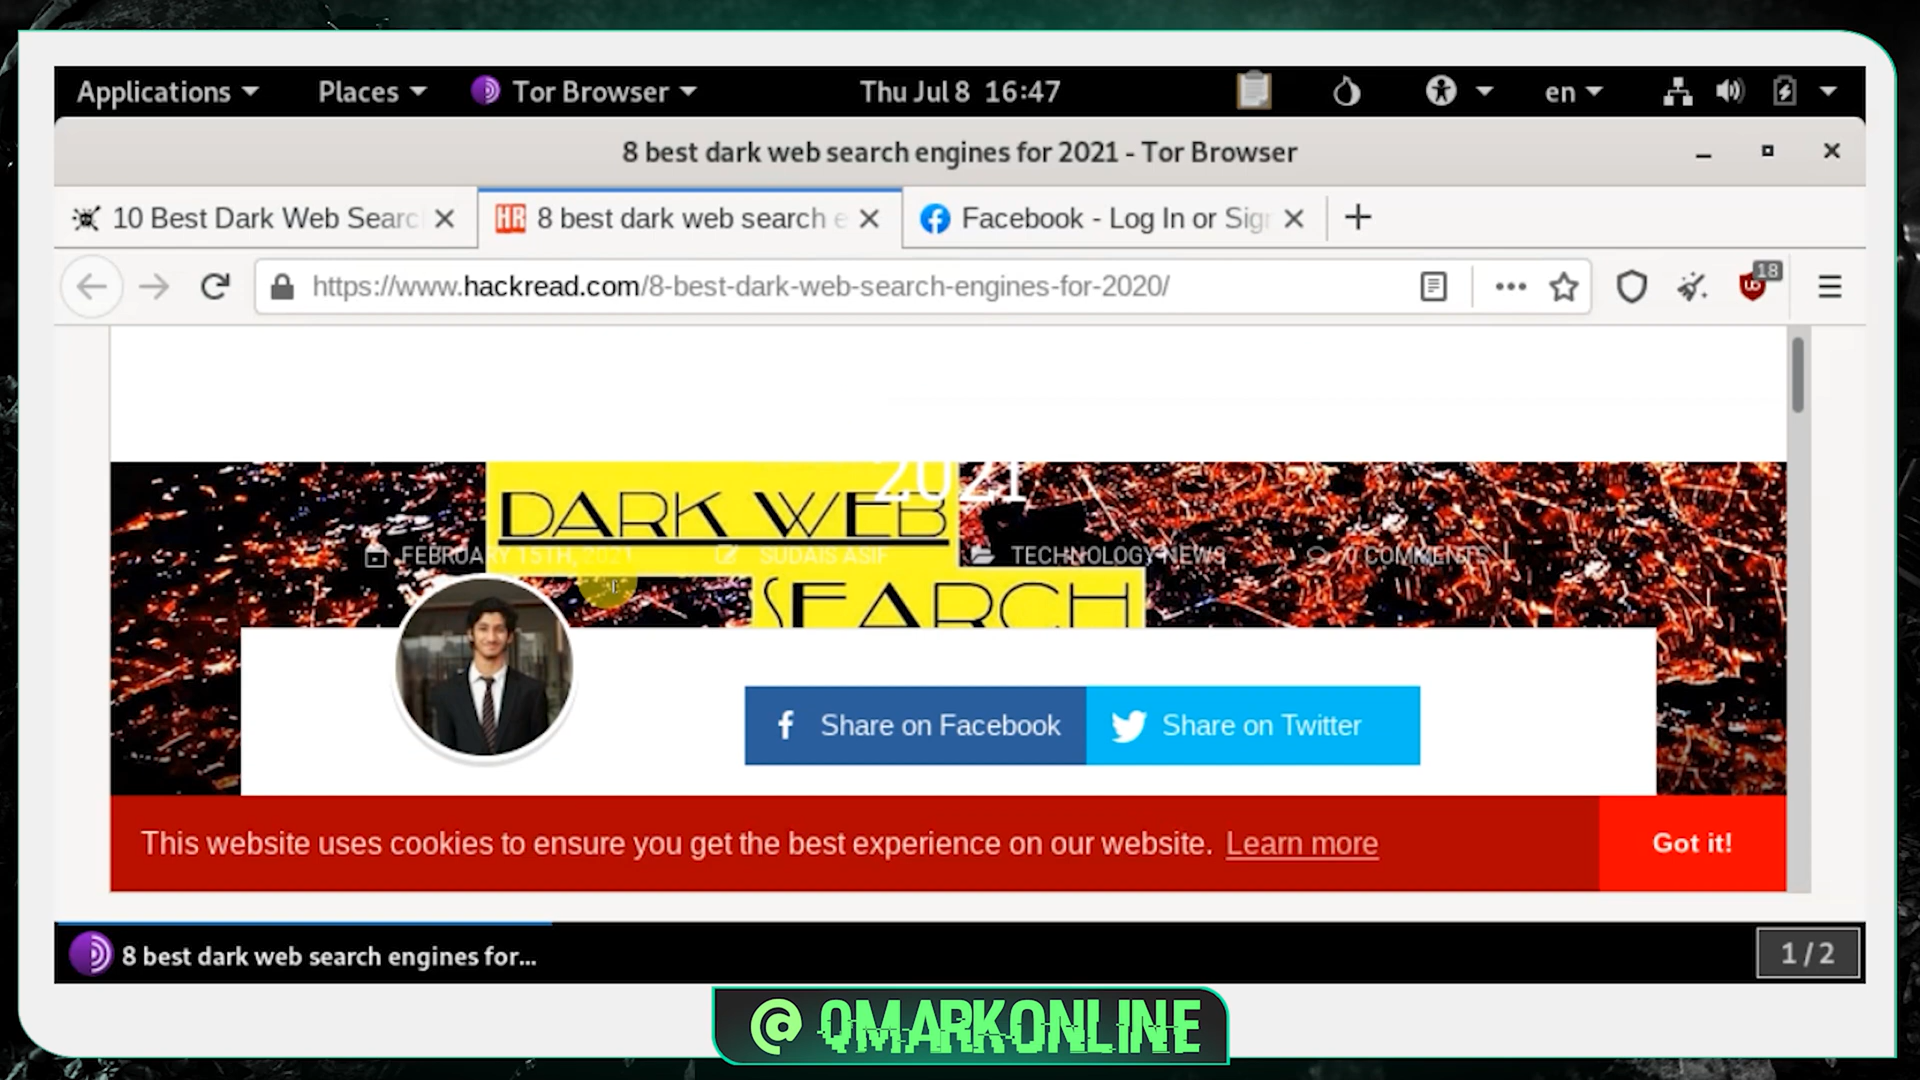 Applications Places Tor Browser Thu Jul 8 16:47 en
8 best dark web search engines for 2021 - Tor Browser
10 Best Dark Web Searc
HR 8 best dark web search e
Facebook - Log In or Sig
https://www.hackread.com/8-best-dark-web-search-engines-for-2020/
18
2021
DARK WEB
FEBRUARY 15TH, 2021 SUDAIS ASIF TECHNOLOGY NEWS 0 COMMENTS
SEARCH
Share on Facebook Share on Twitter
This website uses cookies to ensure you get the best experience on our website. Learn more Got it!
8 best dark web search engines for...
1 / 2
@QMARKONLINE